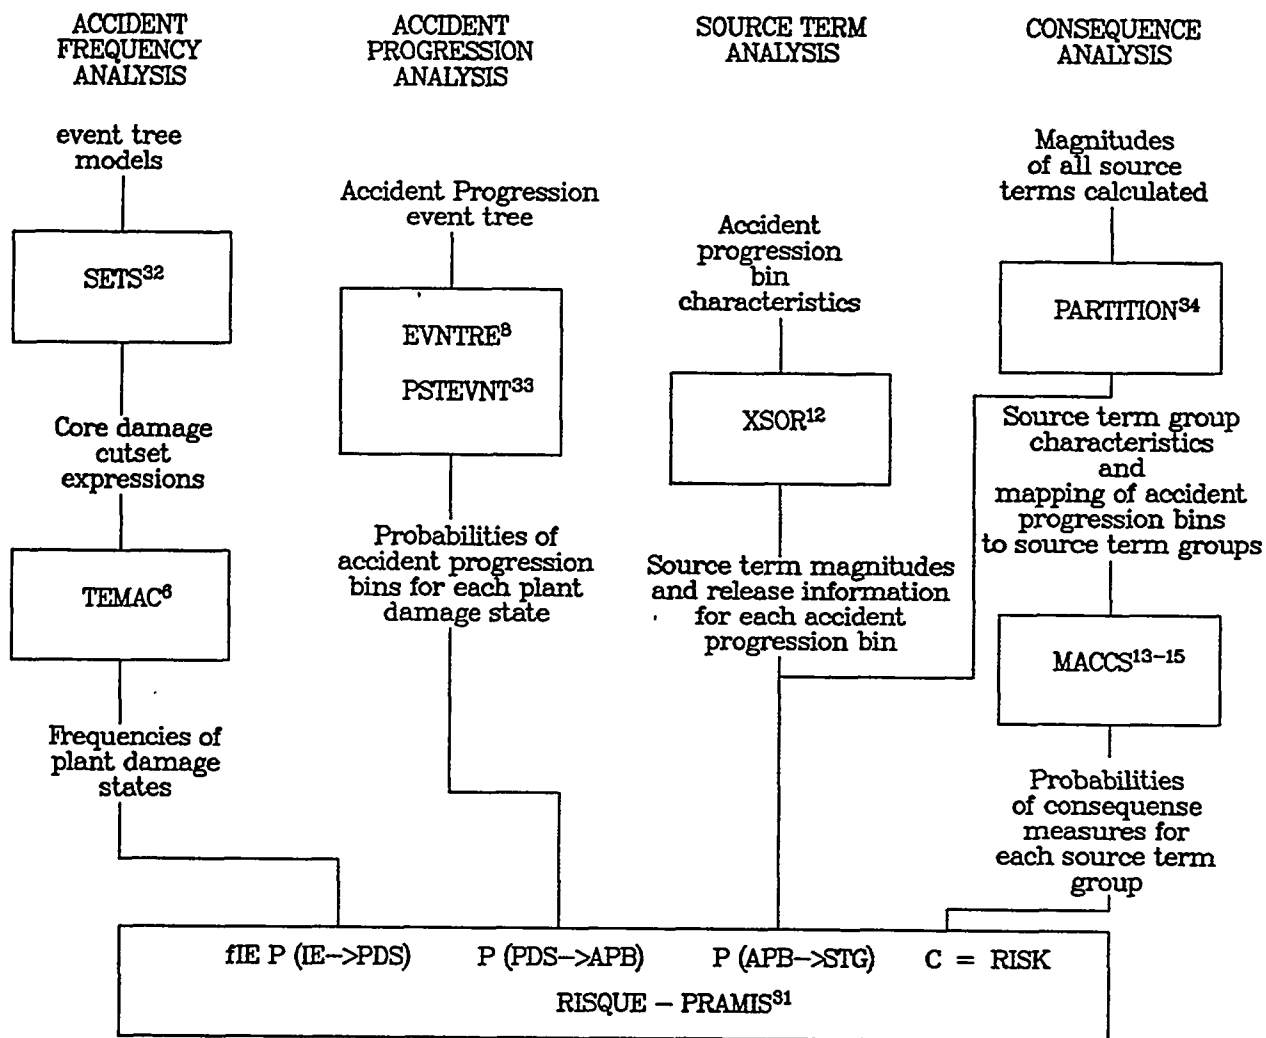 ACCIDENT
FREQUENCY
ANALYSIS
event tree
models
SETS32
Core damage
cutset
expressions
TEMAC6
Frequencies of
plant damage
states
ACCIDENT
PROGRESSION
ANALYSIS
Accident Progression
event tree
EVNTRE8
PSTEVNT33
Probabilities of
accident progression
bins for each plant
damage state
SOURCE TERM
ANALYSIS
Accident
progression
bin
characteristics
XSOR12
Source term magnitudes
and release information
for each accident
progression bin
CONSEQUENCE
ANALYSIS
Magnitudes
of all source
terms calculated
PARTITION34
Source term group
characteristics
and
mapping of accident
progression bins
to source term groups
MACCS13-15
Probabilities
of consequense
measures for
each source term
group
fIE P (IE->PDS) P (PDS->APB) P (APB->STG) C = RISK
RISQUE - PRAMIS31